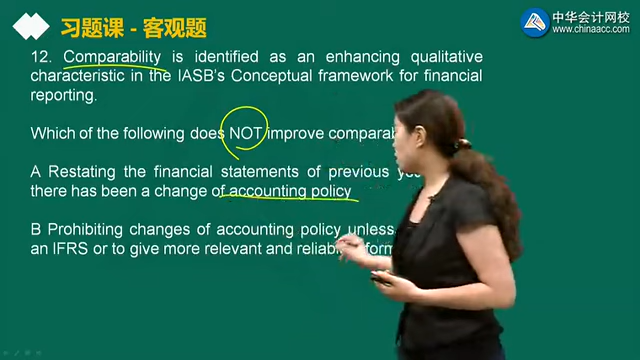 习题课 - 客观题
中华会计网校
www.chinaacc.com
12. Comparability is identified as an enhancing qualitative
characteristic in the IASB's Conceptual framework for financial
reporting.
Which of the following does NOT improve
A Restating the financial statements of previous
there has been a change of accounting policy
B Prohibiting changes of accounting policy unless
an IFRS or to give more relevant and